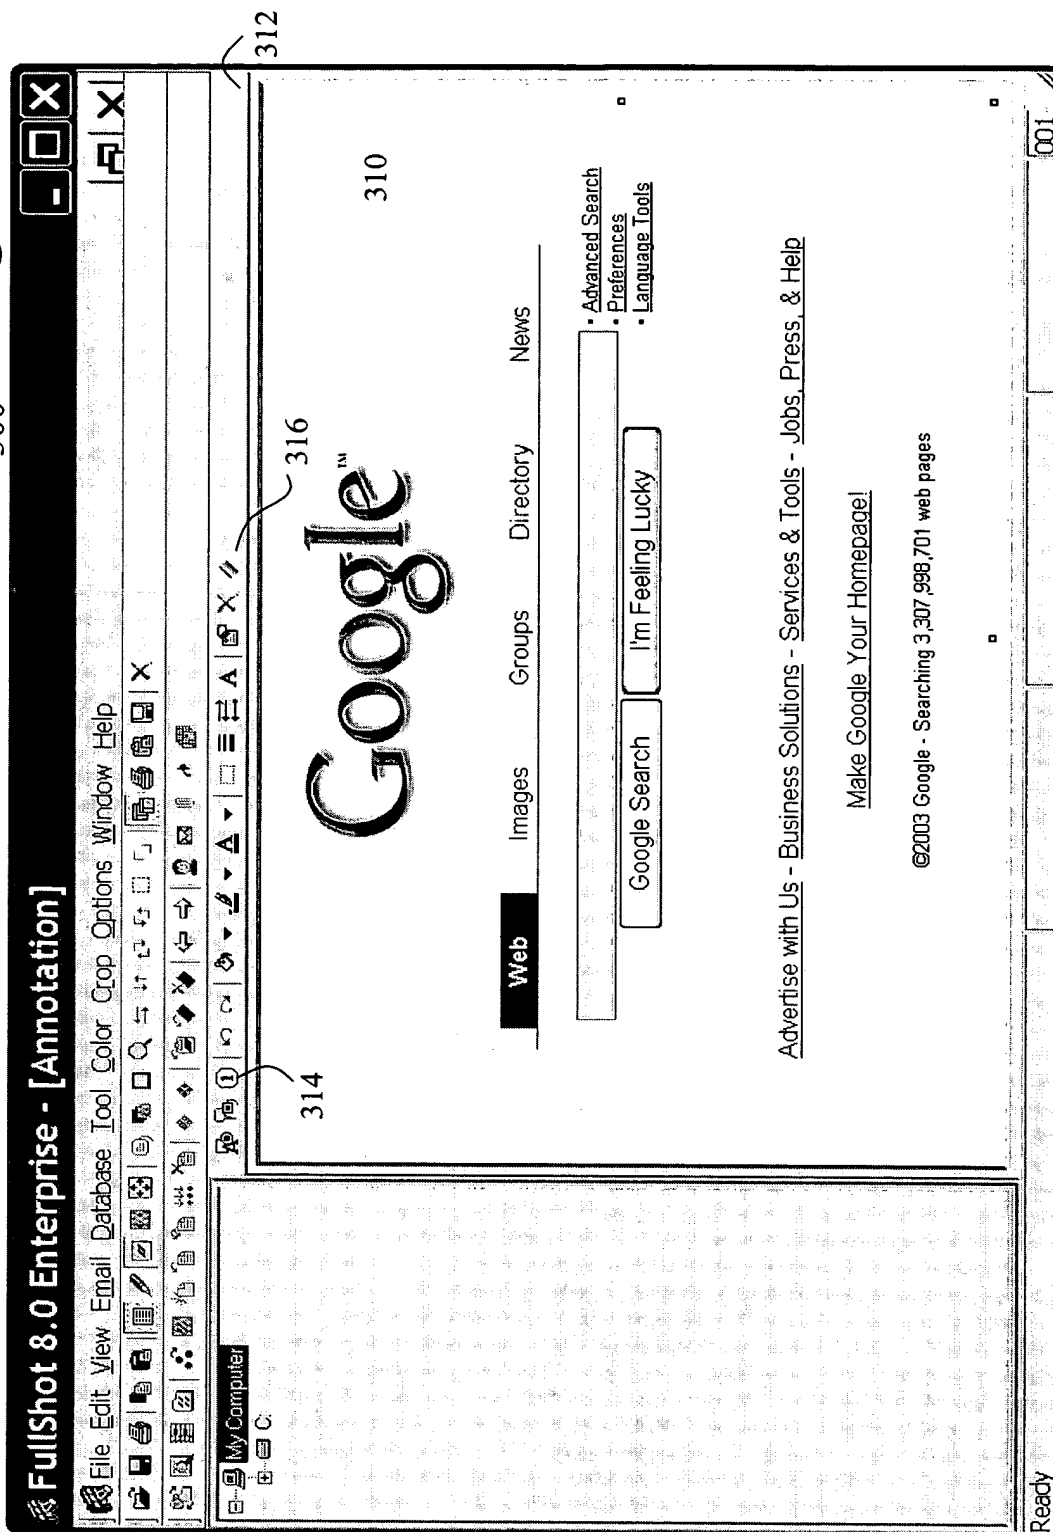 FullShot 8.0 Enterprise - [Annotation]
File Edit View Email Database Tool Color Crop Options Window Help
312
314
316
My Computer
C:
310
Google™
Web Images Groups Directory News
• Advanced Search
• Preferences
• Language Tools
Google Search I'm Feeling Lucky
Advertise with Us - Business Solutions - Services & Tools - Jobs, Press, & Help
Make Google Your Homepage!
©2003 Google - Searching 3,307,998,701 web pages
Ready 001